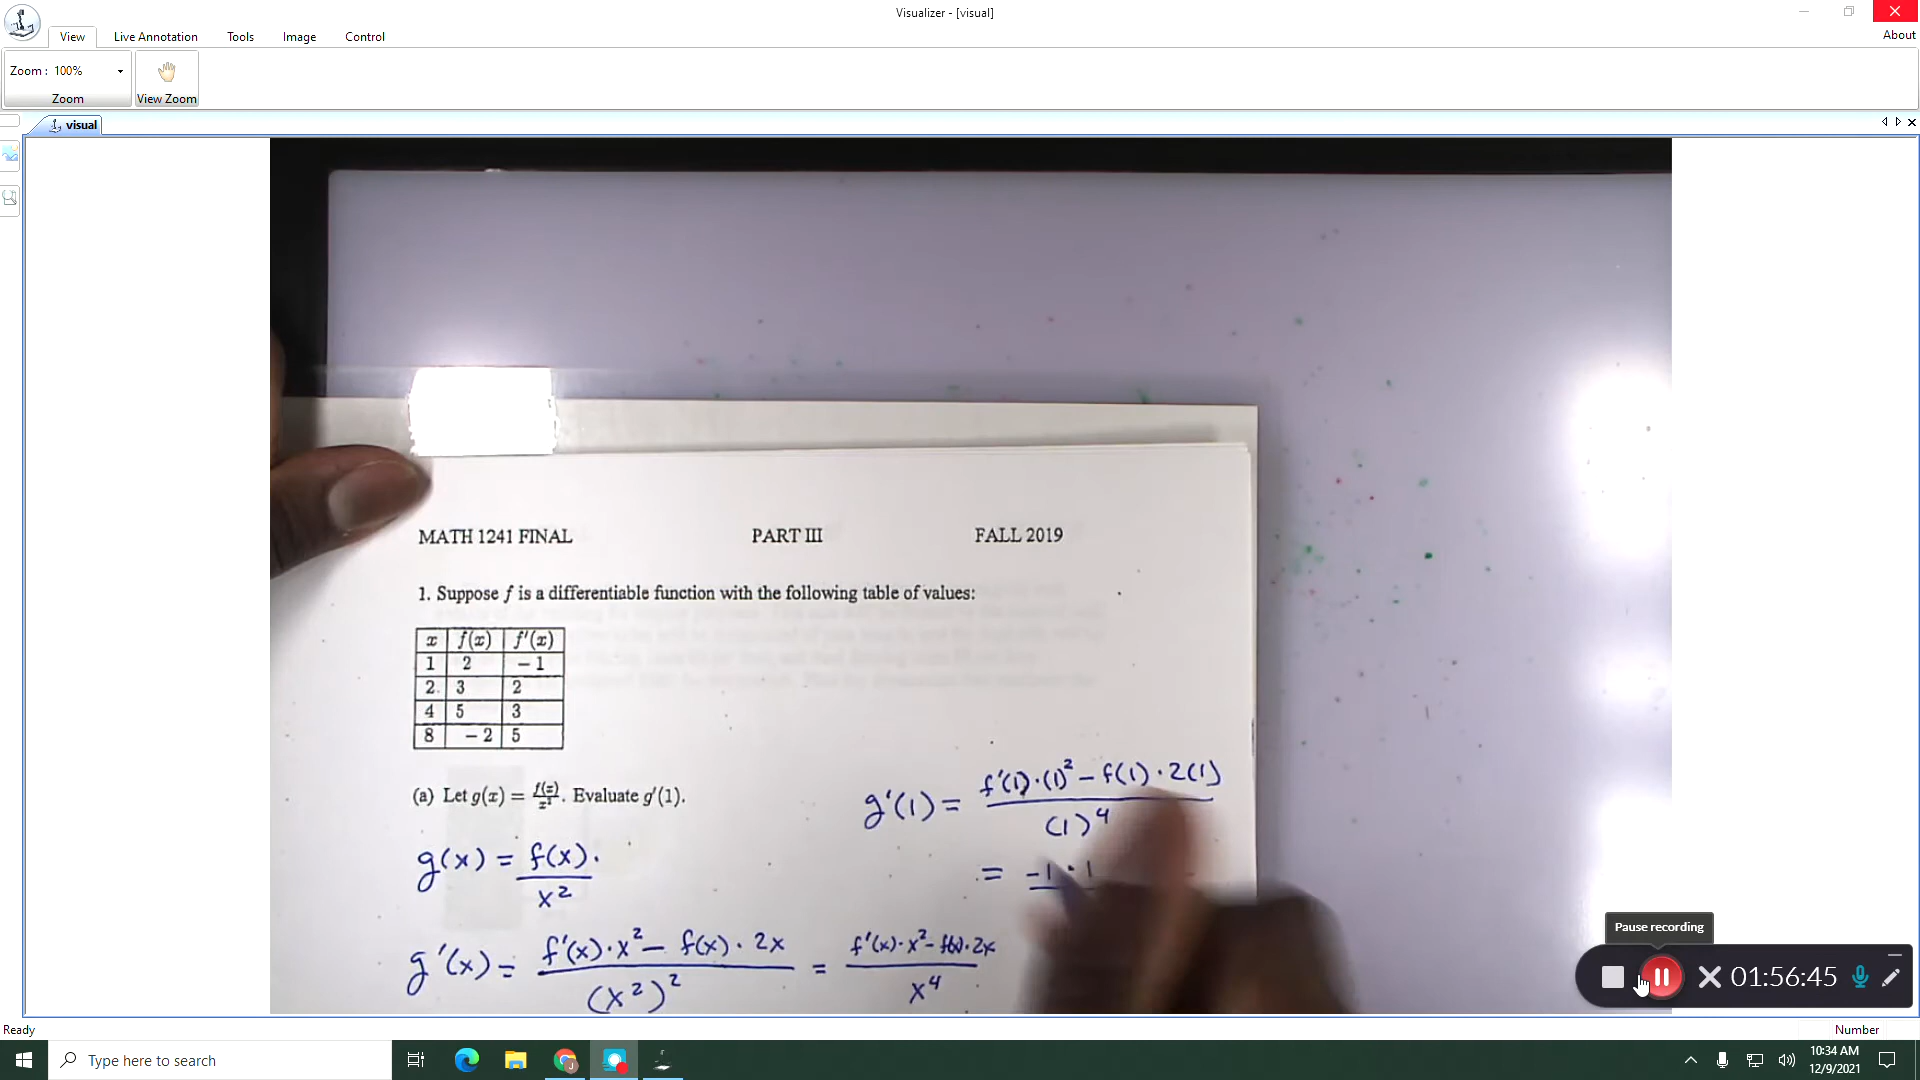 Visualizer - [visual]
View Live Annotation Tools Image Control About
Zoom : 100%
Zoom View Zoom
visual
MATH 1241 FINAL PART III FALL 2019
1. Suppose f is a differentiable function with the following table of values:
x f(x) f'(x)
1 2 -1
2 3 2
4 5 3
8 -2 5
(a) Let g(x) = f(x)/x². Evaluate g'(1).
g'(1) = f'(1)·(1)² - f(1)·2(1) / (1)⁴
= -1·1
g(x) = f(x)· / x²
g'(x) = f'(x)·x² - f(x)·2x / (x²)² = f'(x)·x² - f(x)·2x / x⁴
Pause recording
01:56:45
Ready Number
Type here to search
10:34 AM
12/9/2021